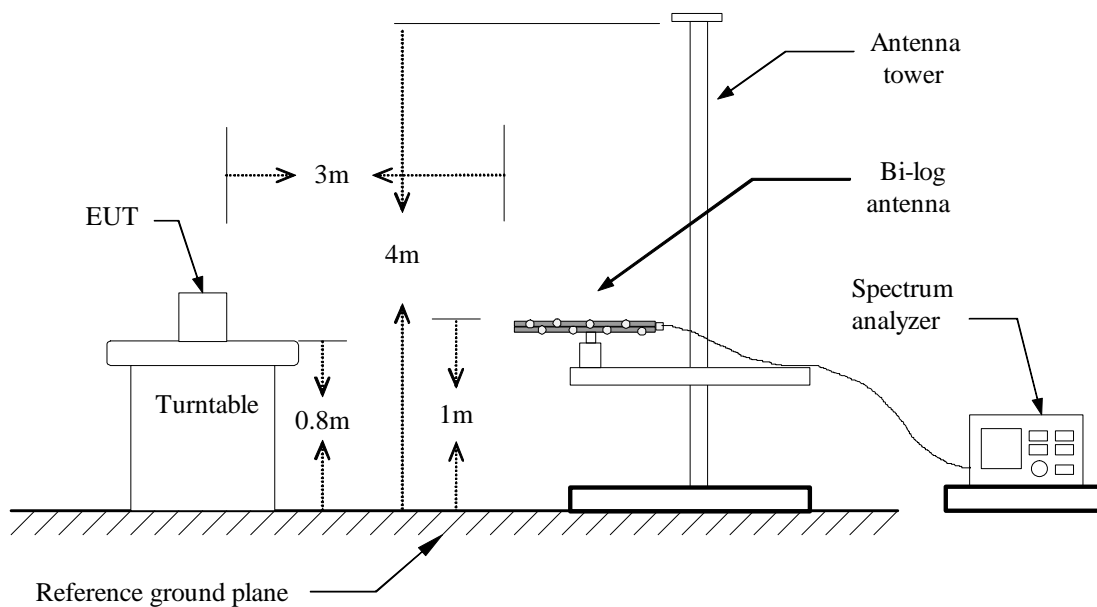 Antenna
tower
3m
Bi-log
antenna
EUT
4m
Spectrum
analyzer
Turntable
0.8m
1m
Reference ground plane